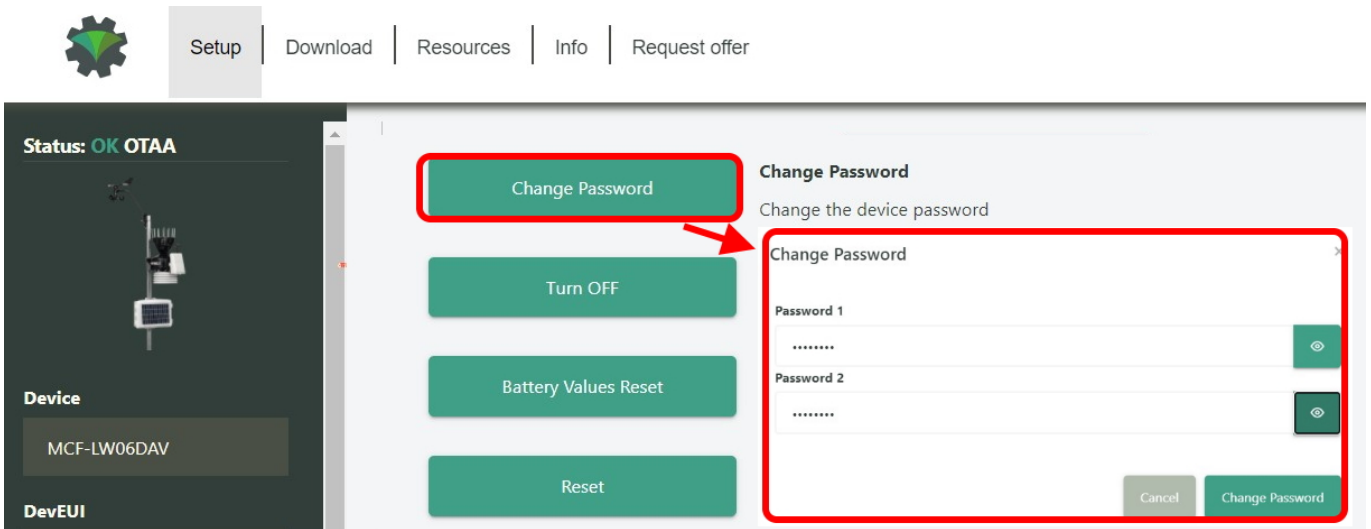 Setup
Download
Resources
Info
Request offer
Status: OK OTAA
Device
MCF-LW06DAV
DevEUI
Change Password
Turn OFF
Battery Values Reset
Reset
Change Password
Change the device password
Change Password
Password 1
••••••••
Password 2
••••••••
Cancel
Change Password